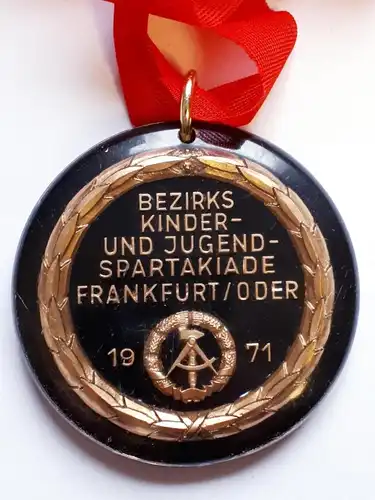 BEZIRKS
KINDER-
UND JUGEND-
SPARTAKIADE
FRANKFURT/ODER
19 71